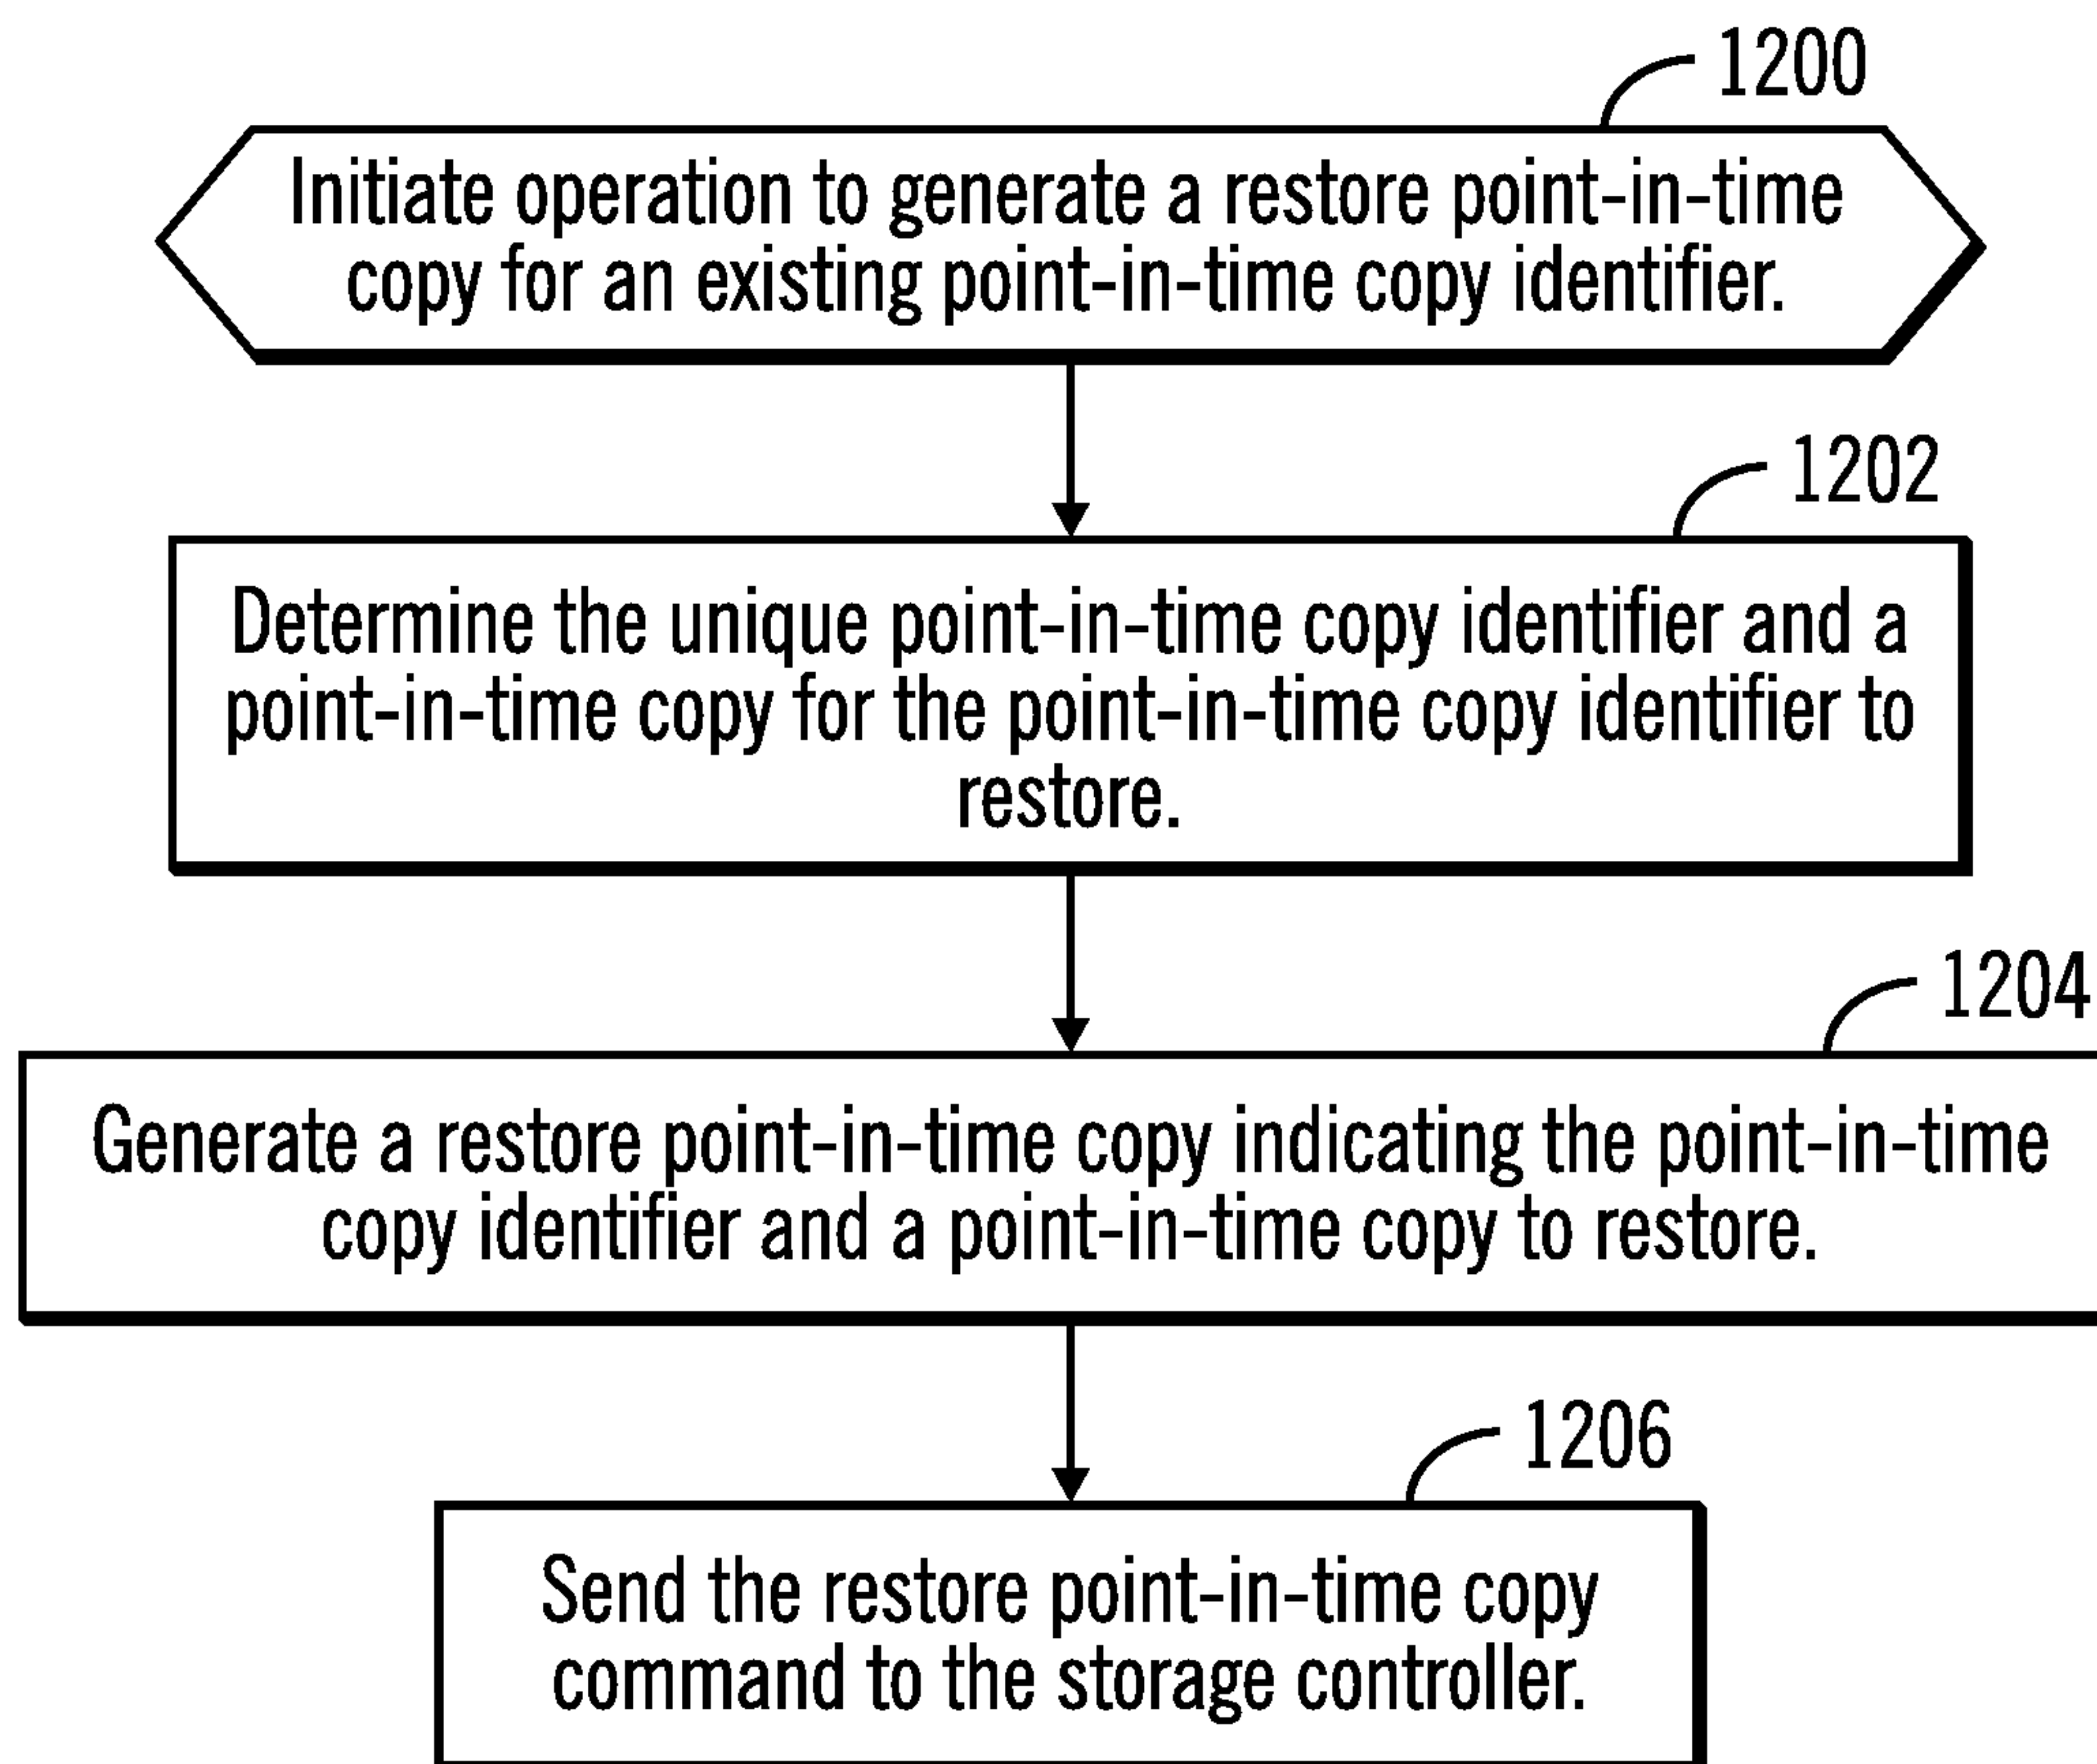 1200
Initiate operation to generate a restore point-in-time
copy for an existing point-in-time copy identifier.
1202
Determine the unique point-in-time copy identifier and a
point-in-time copy for the point-in-time copy identifier to
restore.
1204
Generate a restore point-in-time copy indicating the point-in-time
copy identifier and a point-in-time copy to restore.
1206
Send the restore point-in-time copy
command to the storage controller.